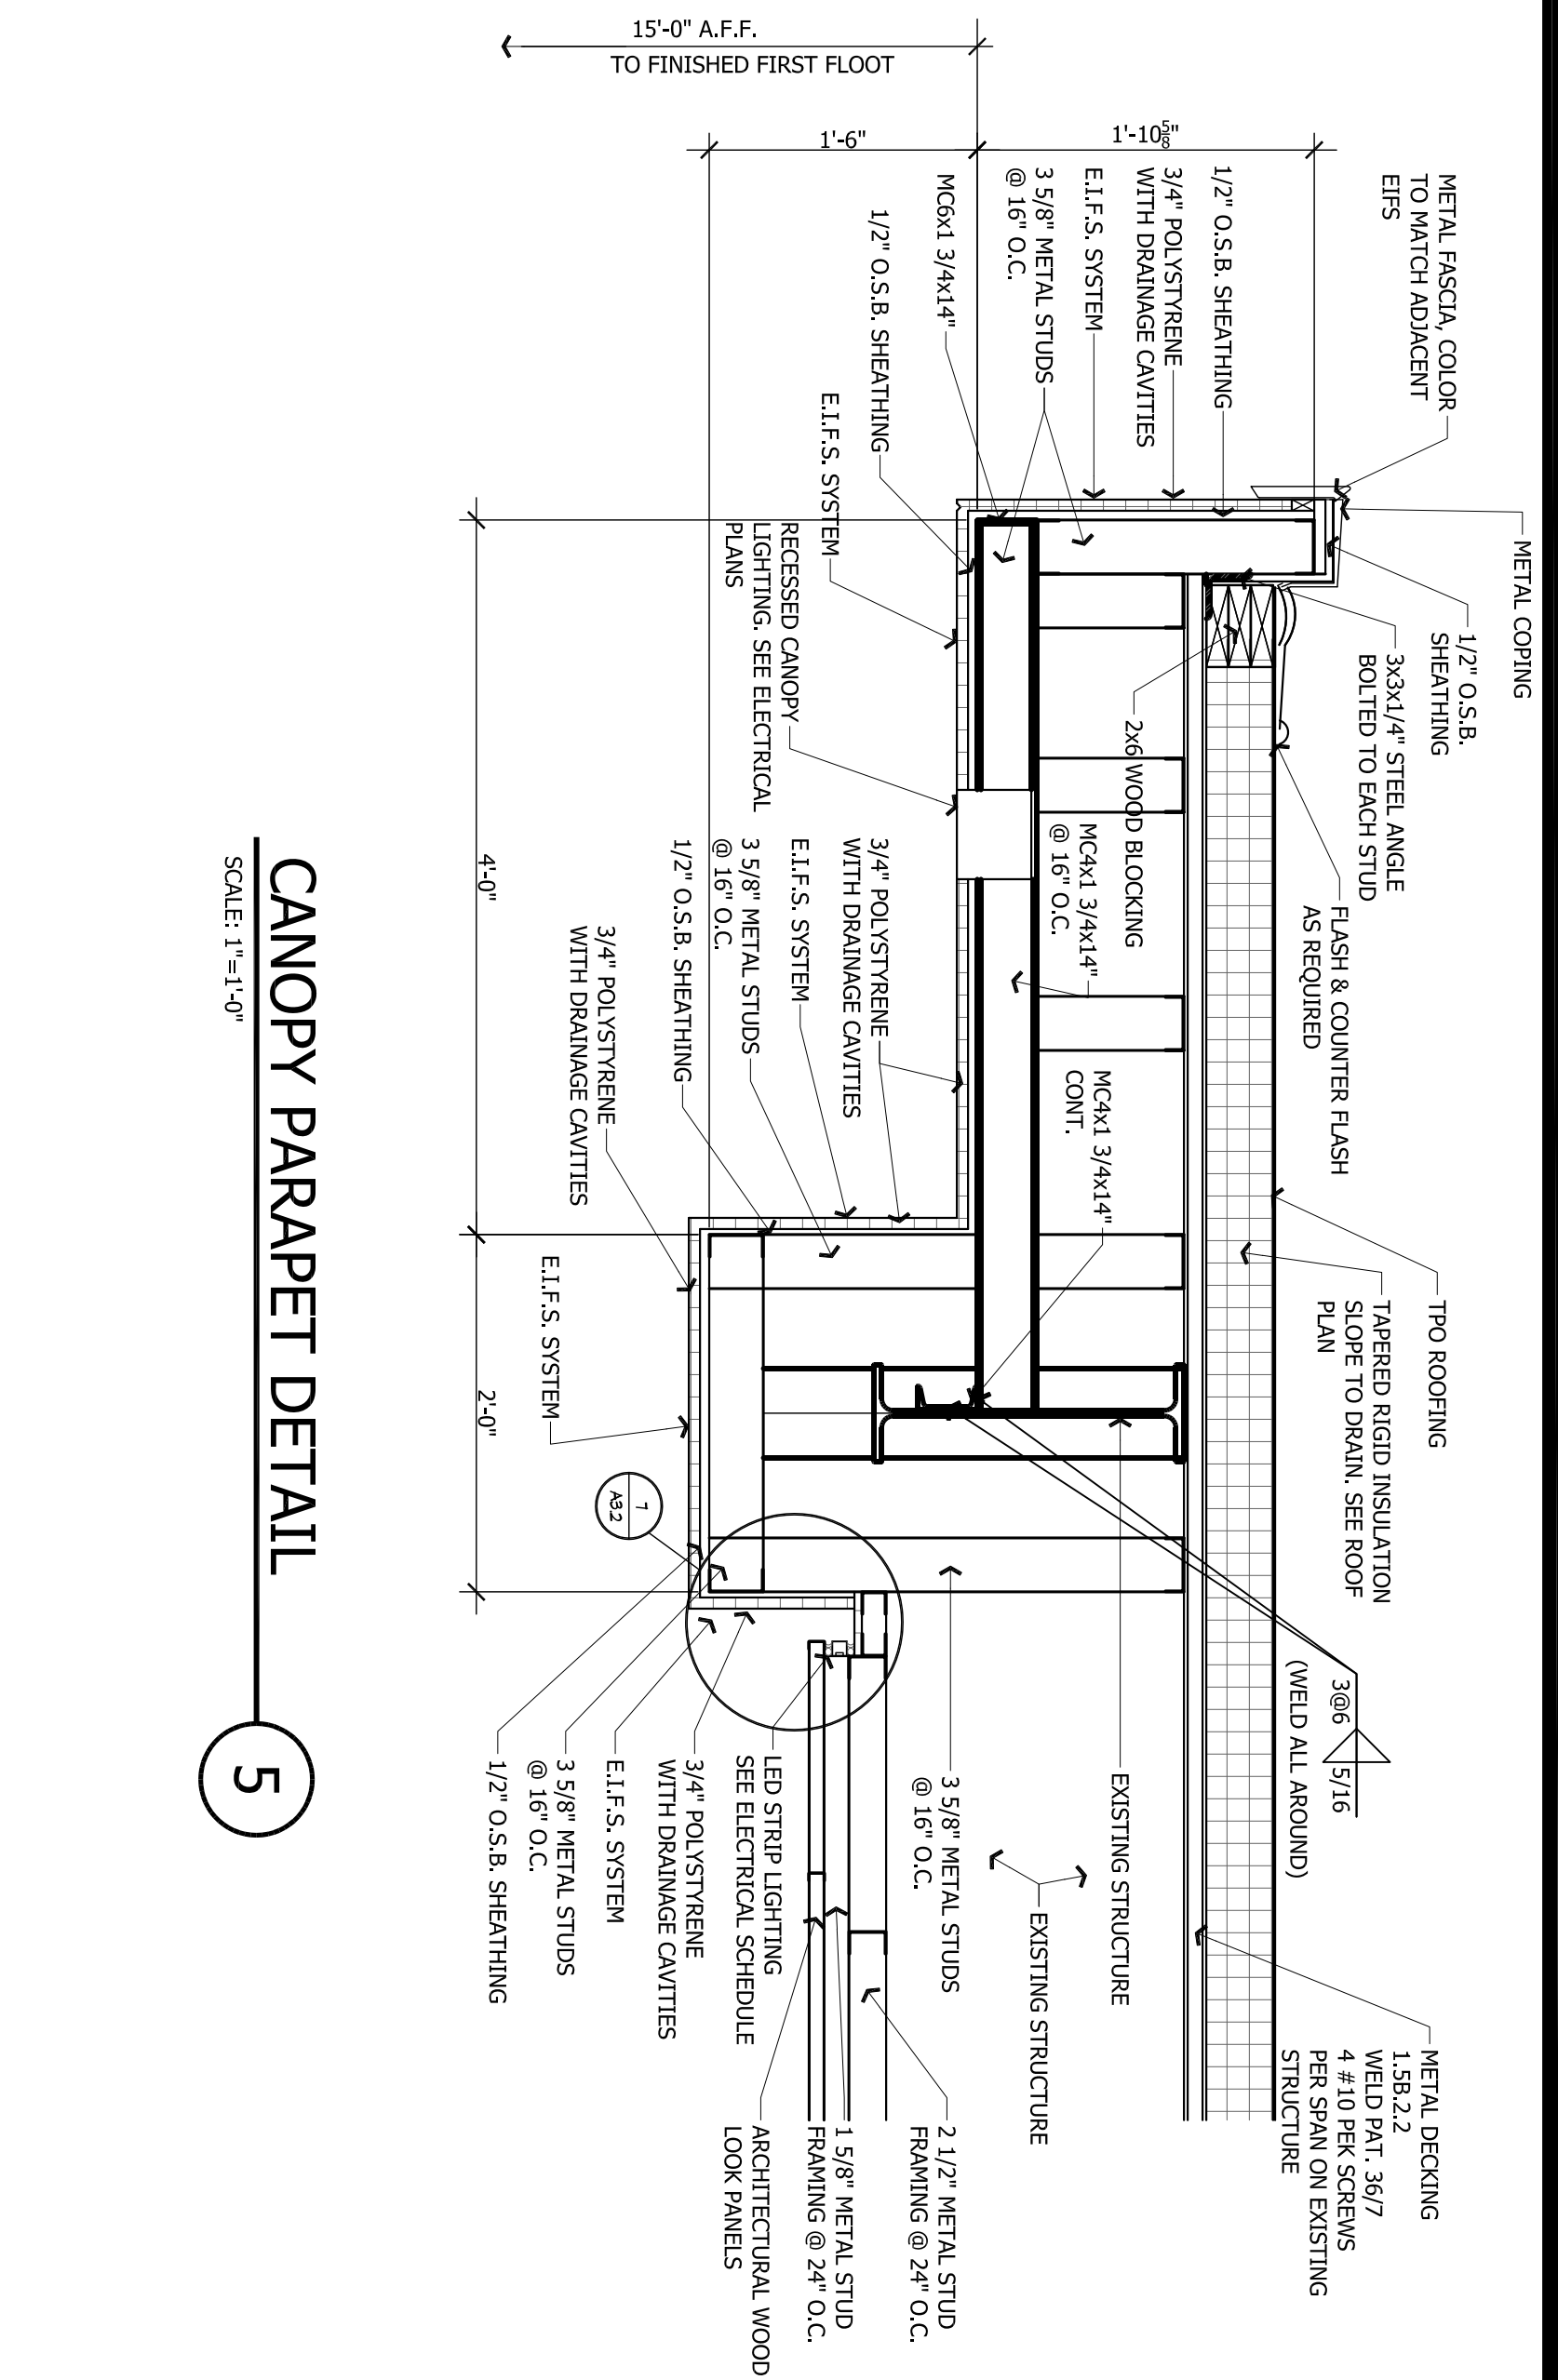 METAL FASCIA, COLOR
TO MATCH ADJACENT
EIFS
METAL COPING
1/2" O.S.B.
SHEATHING
3x3x1/4" STEEL ANGLE
BOLTED TO EACH STUD
FLASH & COUNTER FLASH
AS REQUIRED
TPO ROOFING
TAPERED RIGID INSULATION
SLOPE TO DRAIN. SEE ROOF
PLAN
3@6
5/16
(WELD ALL AROUND)
METAL DECKING
1.5B.2.2
WELD PAT. 36/7
4 #10 PEK SCREWS
PER SPAN ON EXISTING
STRUCTURE
1'-10 5/8"
1'-6"
15'-0" A.F.F.
TO FINISHED FIRST FLOOT
1/2" O.S.B. SHEATHING
3/4" POLYSTYRENE
WITH DRAINAGE CAVITIES
E.I.F.S. SYSTEM
3 5/8" METAL STUDS
@ 16" O.C.
MC6x1 3/4x14"
1/2" O.S.B. SHEATHING
E.I.F.S. SYSTEM
RECESSED CANOPY
LIGHTING. SEE ELECTRICAL
PLANS
2x6 WOOD BLOCKING
MC4x1 3/4x14"
@ 16" O.C.
MC4x1 3/4x14"
CONT.
3/4" POLYSTYRENE
WITH DRAINAGE CAVITIES
E.I.F.S. SYSTEM
3 5/8" METAL STUDS
@ 16" O.C.
1/2" O.S.B. SHEATHING
3/4" POLYSTYRENE
WITH DRAINAGE CAVITIES
E.I.F.S. SYSTEM
7
A3.2
EXISTING STRUCTURE
EXISTING STRUCTURE
3 5/8" METAL STUDS
@ 16" O.C.
2 1/2" METAL STUD
FRAMING @ 24" O.C.
1 5/8" METAL STUD
FRAMING @ 24" O.C.
ARCHITECTURAL WOOD
LOOK PANELS
LED STRIP LIGHTING
SEE ELECTRICAL SCHEDULE
3/4" POLYSTYRENE
WITH DRAINAGE CAVITIES
E.I.F.S. SYSTEM
3 5/8" METAL STUDS
@ 16" O.C.
1/2" O.S.B. SHEATHING
4'-0"
2'-0"
CANOPY PARAPET DETAIL
SCALE: 1"=1'-0"
5